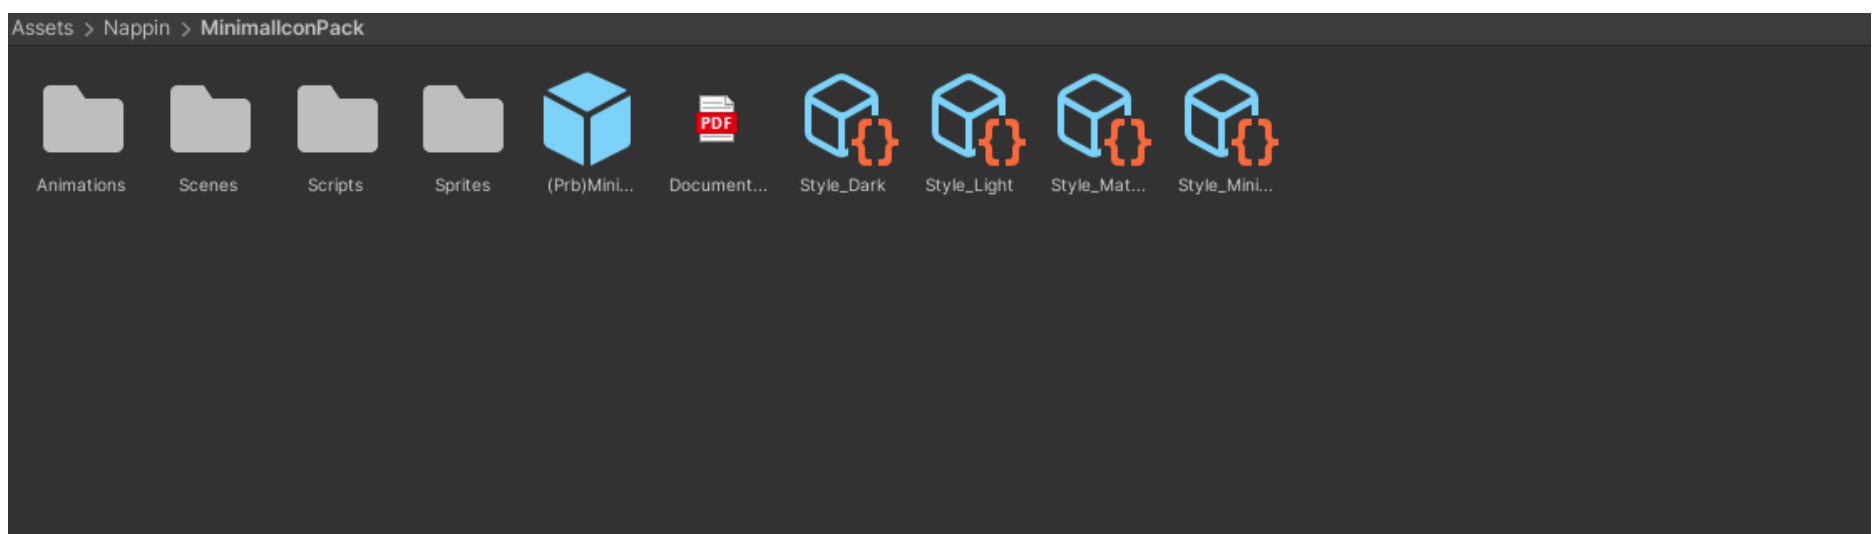 Assets > Nappin > MinimalIconPack
PDF
Animations Scenes Scripts Sprites (Prb)Mini... Document... Style_Dark Style_Light Style_Mat... Style_Mini...